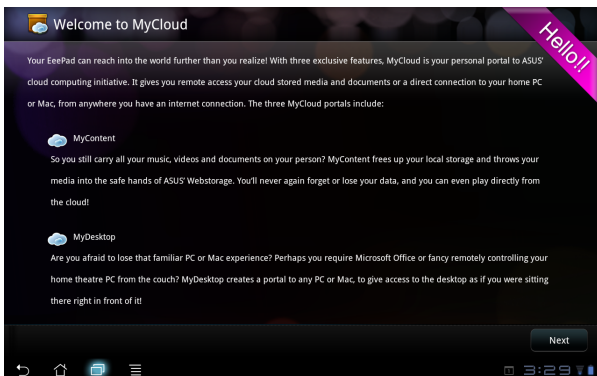 Welcome to MyCloud
Hello!!
Your EeePad can reach into the world further than you realize! With three exclusive features, MyCloud is your personal portal to ASUS'
cloud computing initiative. It gives you remote access your cloud stored media and documents or a direct connection to your home PC
or Mac, from anywhere you have an internet connection. The three MyCloud portals include:
MyContent
So you still carry all your music, videos and documents on your person? MyContent frees up your local storage and throws your
media into the safe hands of ASUS' Webstorage. You'll never again forget or lose your data, and you can even play directly from
the cloud!
MyDesktop
Are you afraid to lose that familiar PC or Mac experience? Perhaps you require Microsoft Office or fancy remotely controlling your
home theatre PC from the couch? MyDesktop creates a portal to any PC or Mac, to give access to the desktop as if you were sitting
there right in front of it!
Next
3:29